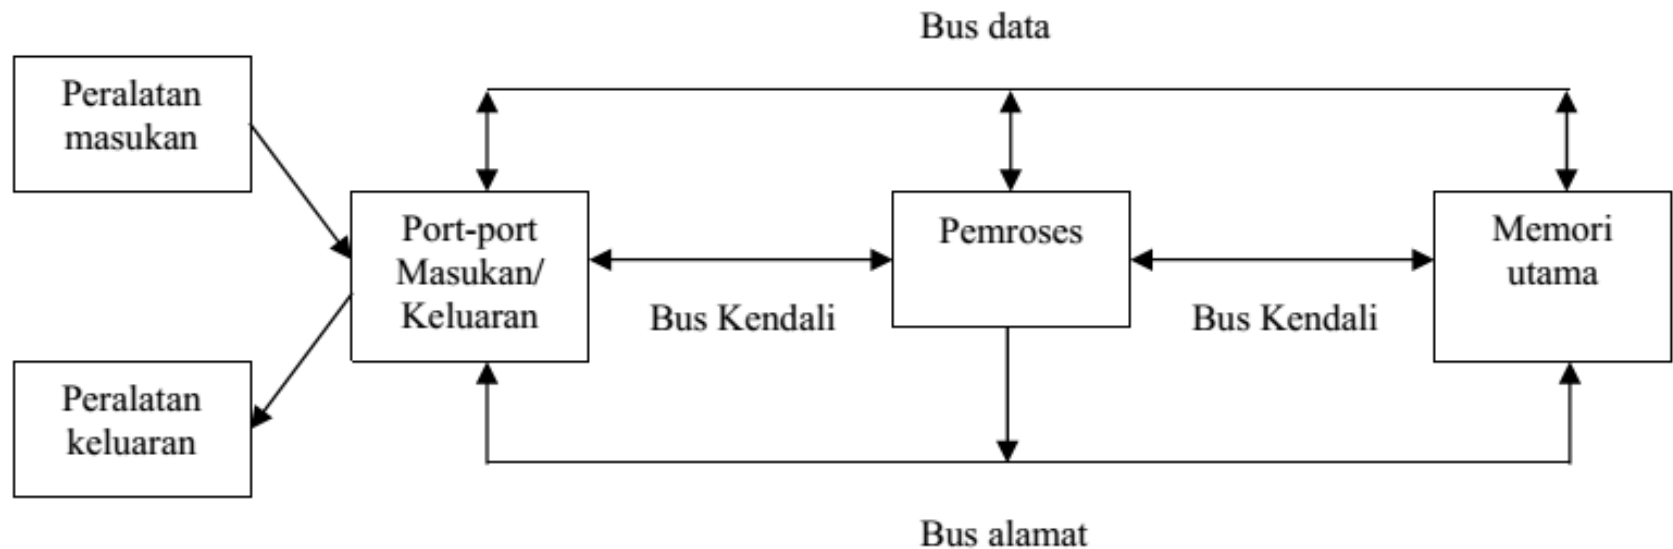 Bus data
Peralatan
masukan
Port-port
Masukan/
Keluaran
Pemroses
Memori
utama
Bus Kendali
Bus Kendali
Peralatan
keluaran
Bus alamat